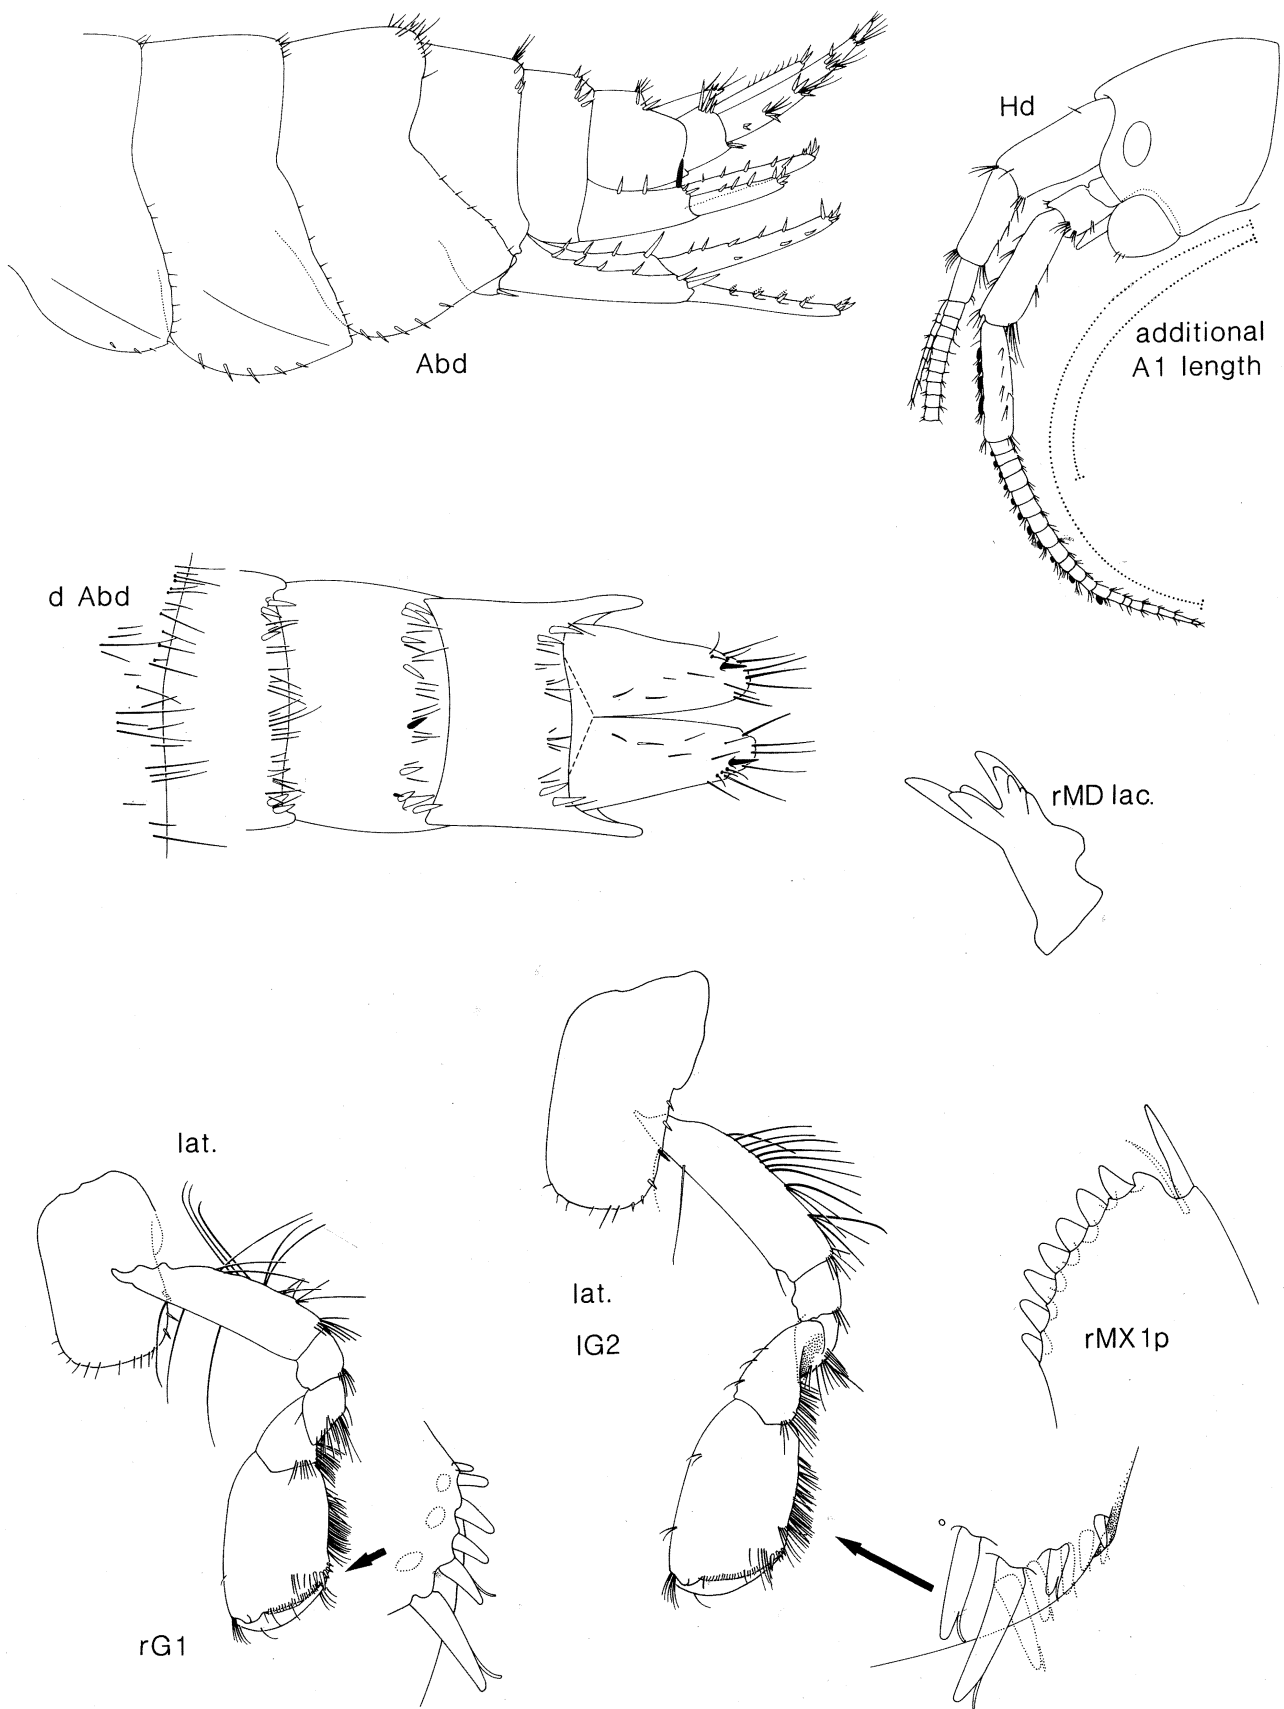 Hd
additional
A1 length
Abd
d Abd
rMD lac.
lat.
lat.
lG2
rMX1p
rG1